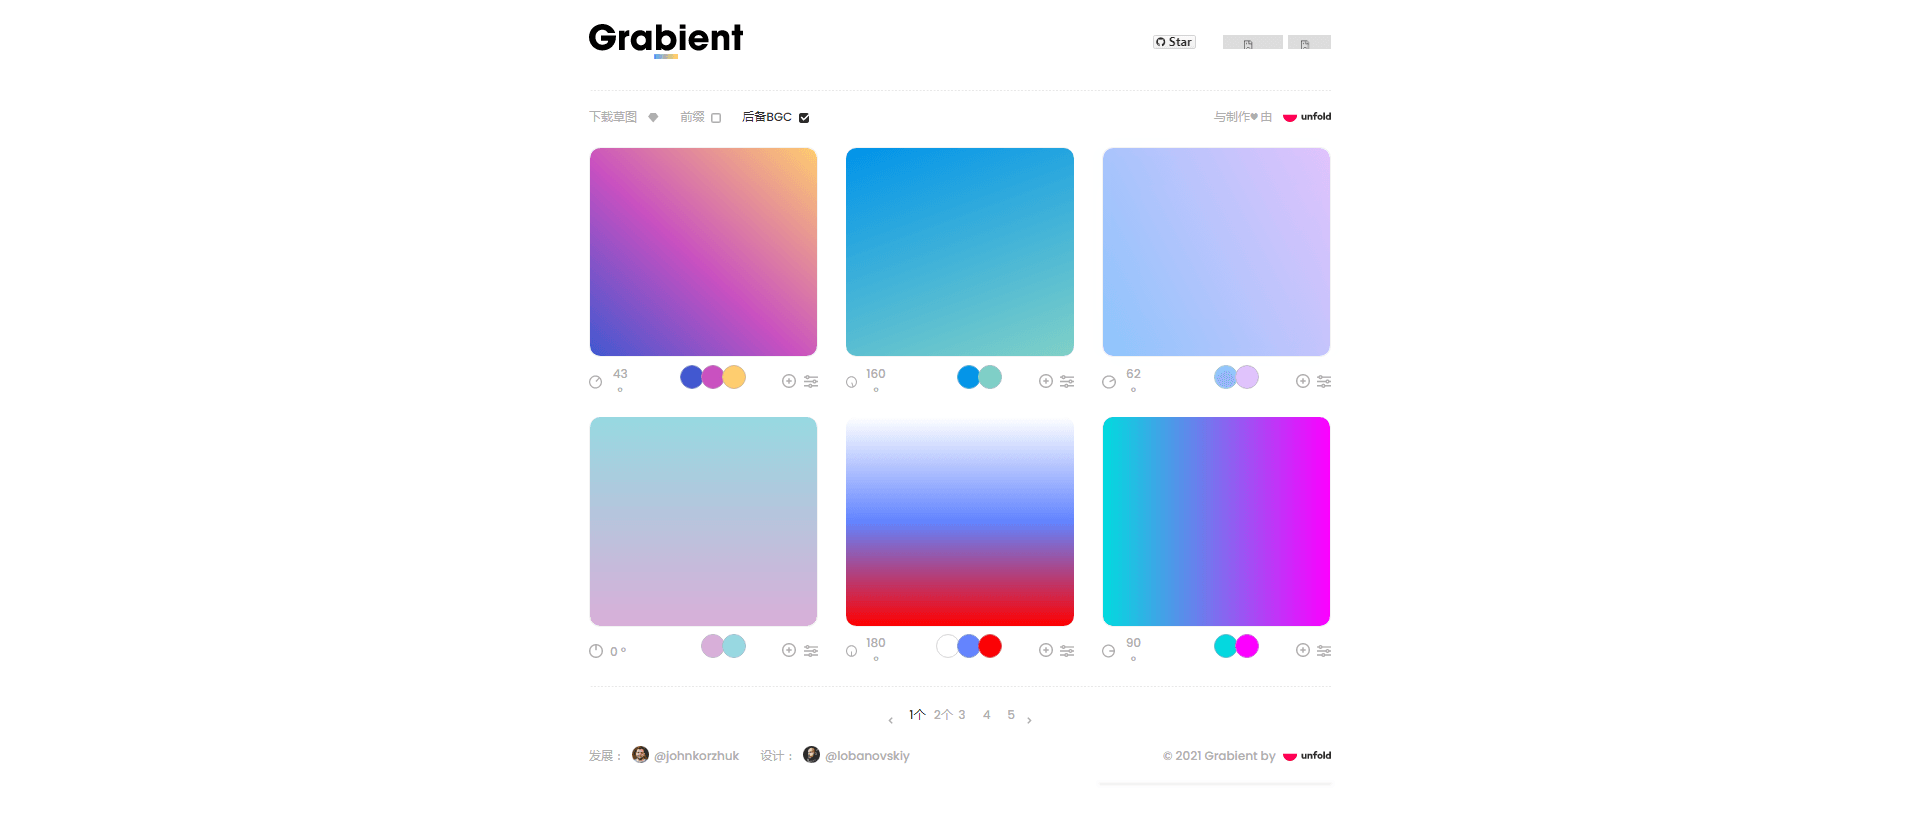 Grabient
Star
下载草图 前缀 后备BGC 与制作♥由 unfold
43 º 160 º 62 º
0 º 180 º 90 º
‹ 1个 2个 3 4 5 ›
发展： @johnkorzhuk 设计： @lobanovskiy © 2021 Grabient by unfold